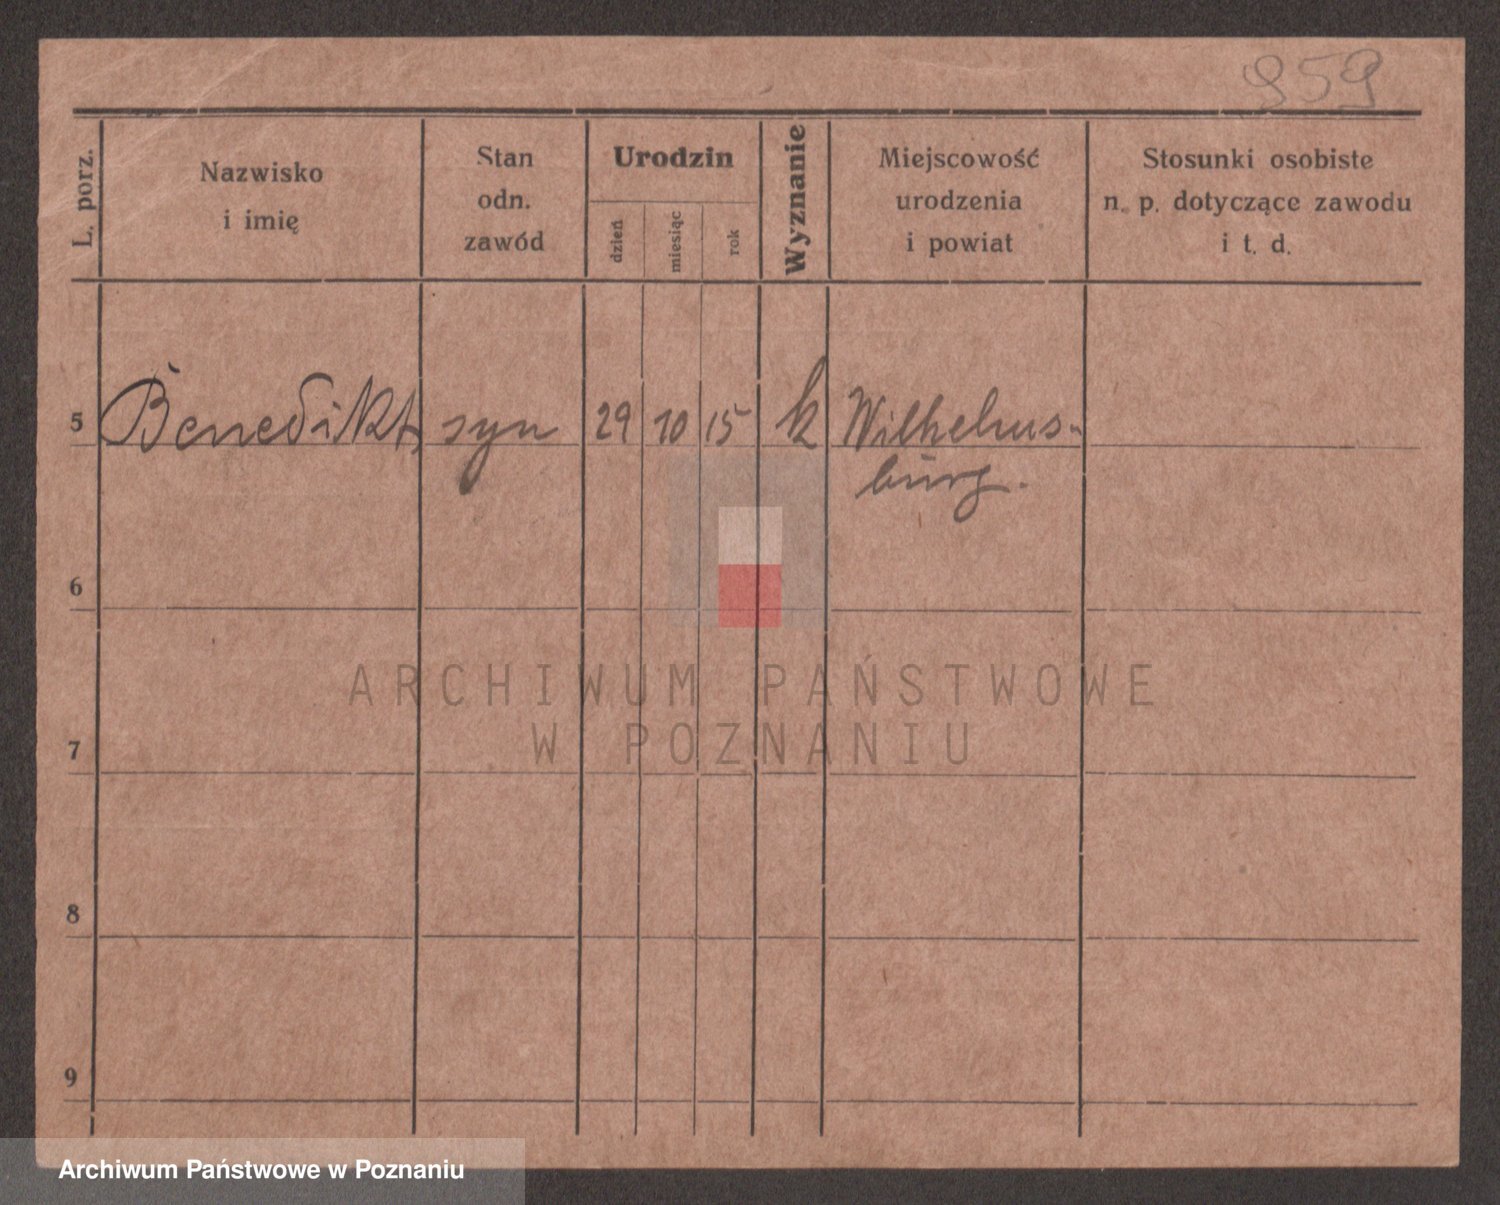 959
L. porz.
Nazwisko
i imię
Stan
odn.
zawód
Urodzin
dzień
miesiąc
rok
Wyznanie
Miejscowość
urodzenia
i powiat
Stosunki osobiste
n. p. dotyczące zawodu
i t. d.
5 Benedikt, syn 29 10 15 k Wilhelms-
burg.
6
ARCHIWUM PAŃSTWOWE
W POZNANIU
7
8
9
Archiwum Państwowe w Poznaniu